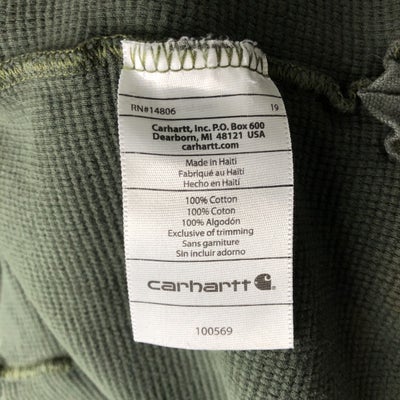 RN#14806 19
Carhartt, Inc. P.O. Box 600
Dearborn, MI 48121 USA
carhartt.com
Made in Haiti
Fabriqué au Haïti
Hecho en Haití
100% Cotton
100% Coton
100% Algodón
Exclusive of trimming
Sans garniture
Sin incluir adorno
carhartt
100569